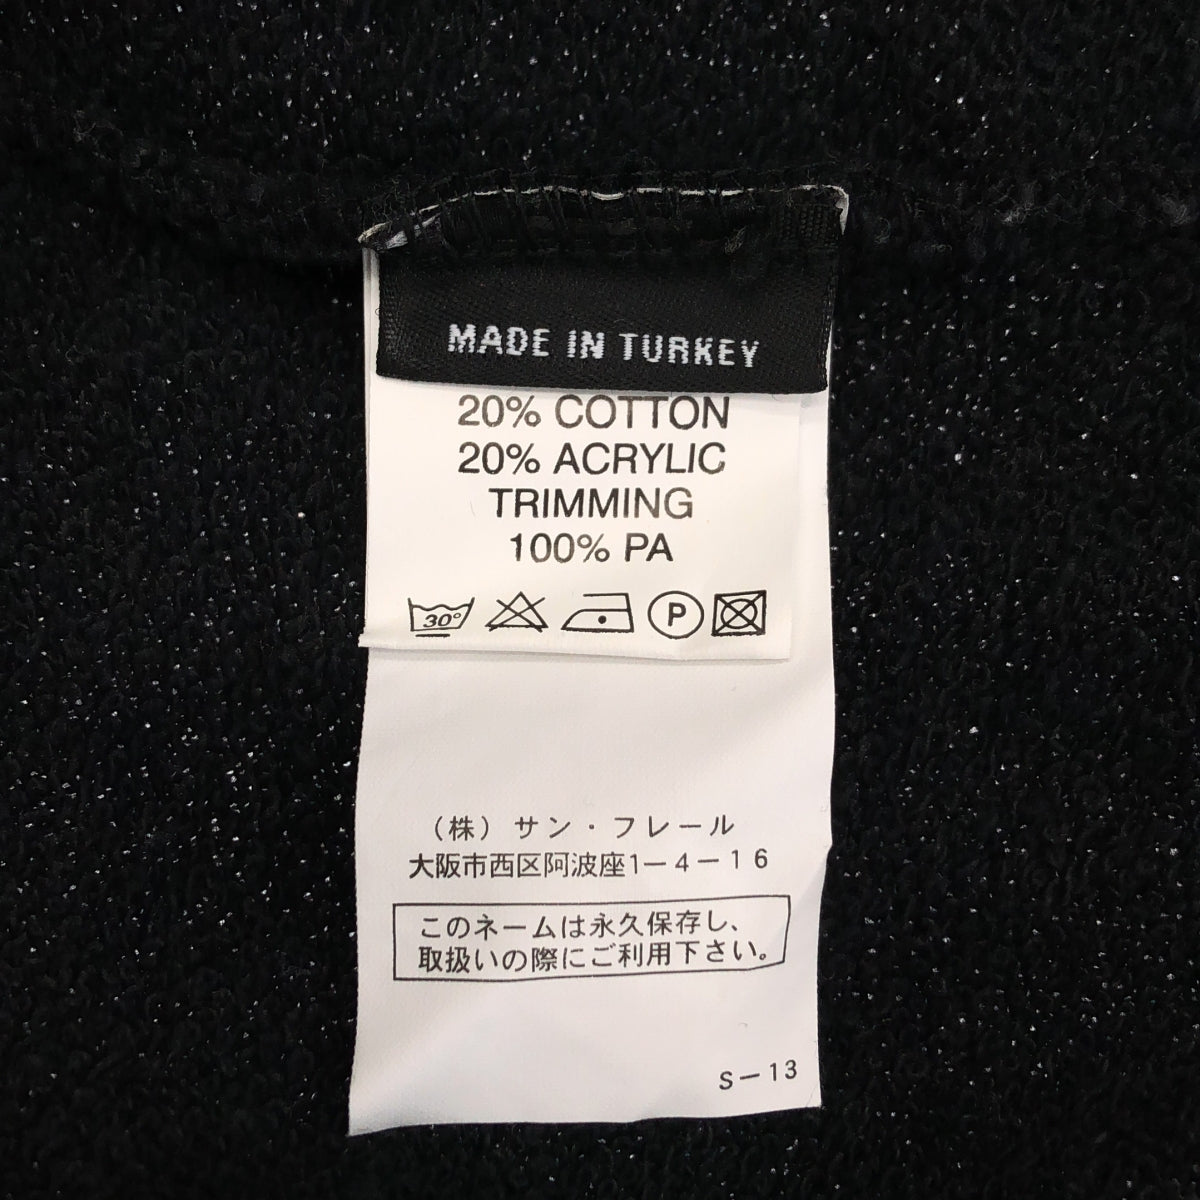 MADE IN TURKEY
20% COTTON
20% ACRYLIC
TRIMMING
100% PA
30° P
（株）サン・フレール
大阪市西区阿波座1－4－16
このネームは永久保存し、
取扱いの際にご利用下さい。
S－13